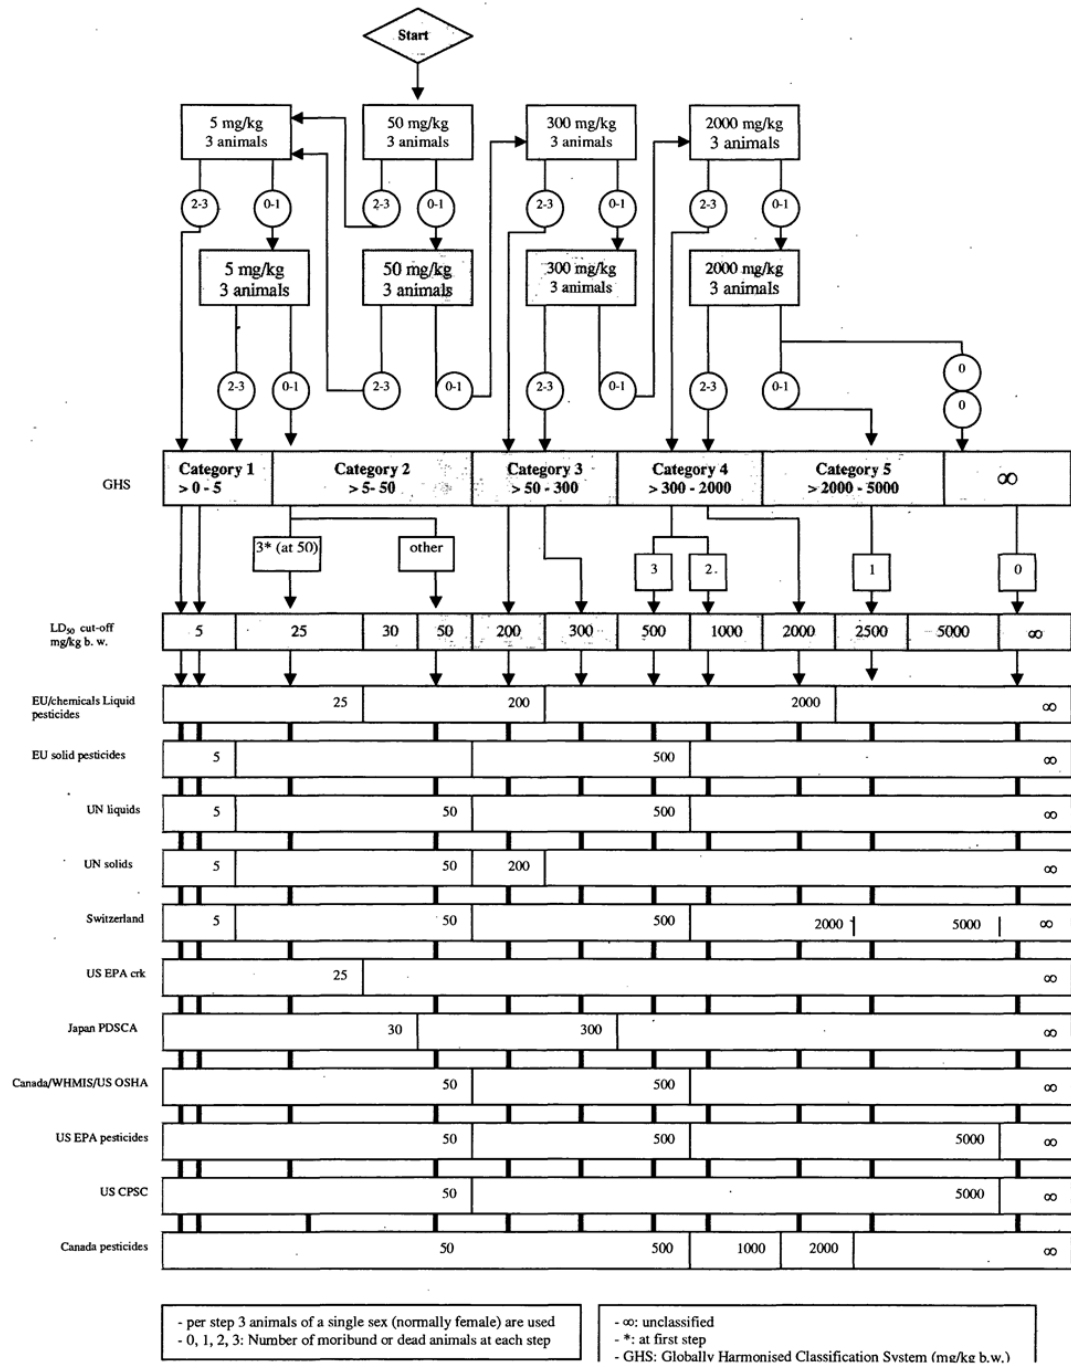 Start
5 mg/kg
3 animals
50 mg/kg
3 animals
300 mg/kg
3 animals
2000 mg/kg
3 animals
2-3
0-1
2-3
0-1
2-3
0-1
2-3
0-1
5 mg/kg
3 animals
50 mg/kg
3 animals
300 mg/kg
3 animals
2000 mg/kg
3 animals
2-3
0-1
2-3
0-1
2-3
0-1
2-3
0-1
0
0
GHS
Category 1
> 0 - 5
Category 2
> 5- 50
Category 3
> 50 - 300
Category 4
> 300 - 2000
Category 5
> 2000 - 5000
∞
3* (at 50)
other
3
2
1
0
LD50 cut-off
mg/kg b. w.
5 25 30 50 200 300 500 1000 2000 2500 5000 ∞
EU/chemicals Liquid
pesticides
25 200 2000 ∞
EU solid pesticides 5 500 ∞
UN liquids 5 50 500 ∞
UN solids 5 50 200 ∞
Switzerland 5 50 500 2000 5000 ∞
US EPA crk 25 ∞
Japan PDSCA 30 300 ∞
Canada/WHMIS/US OSHA 50 500 ∞
US EPA pesticides 50 500 5000 ∞
US CPSC 50 5000 ∞
Canada pesticides 50 500 1000 2000 ∞
- per step 3 animals of a single sex (normally female) are used
- 0, 1, 2, 3: Number of moribund or dead animals at each step
- ∞: unclassified
- *: at first step
- GHS: Globally Harmonised Classification System (mg/kg b.w.)